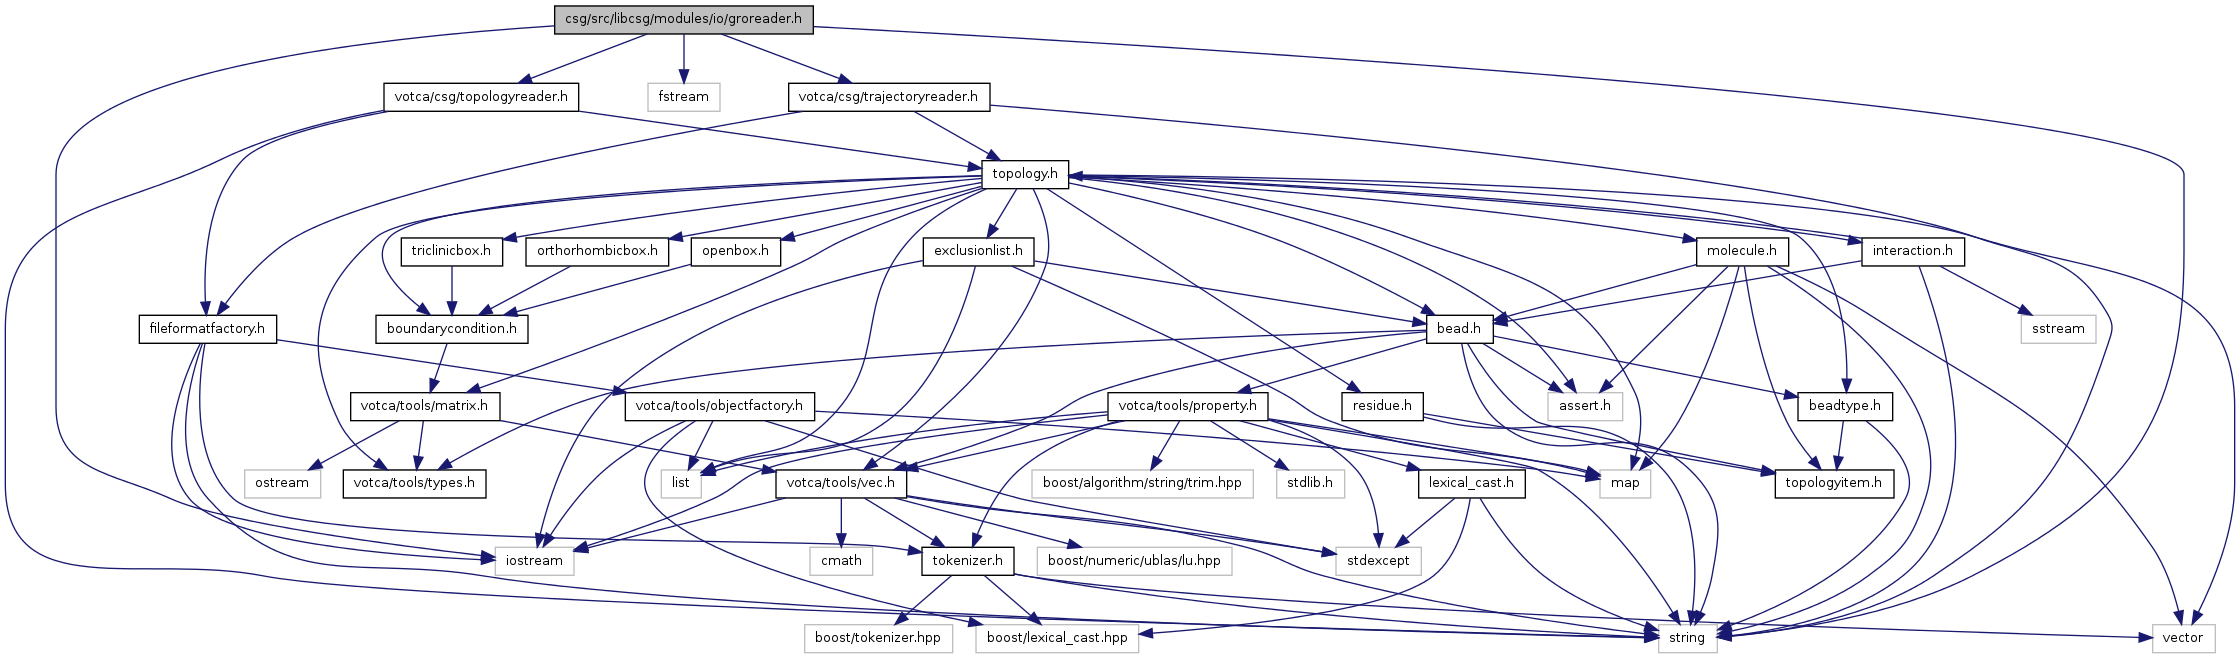 csg/src/libcsg/modules/io/groreader.h
votca/csg/topologyreader.h
fstream
votca/csg/trajectoryreader.h
topology.h
triclinicbox.h
orthorhombicbox.h
openbox.h
exclusionlist.h
molecule.h
interaction.h
fileformatfactory.h
boundarycondition.h
bead.h
sstream
votca/tools/matrix.h
votca/tools/objectfactory.h
votca/tools/property.h
residue.h
assert.h
beadtype.h
ostream
votca/tools/types.h
list
votca/tools/vec.h
boost/algorithm/string/trim.hpp
stdlib.h
lexical_cast.h
map
topologyitem.h
iostream
cmath
tokenizer.h
boost/numeric/ublas/lu.hpp
stdexcept
boost/tokenizer.hpp
boost/lexical_cast.hpp
string
vector